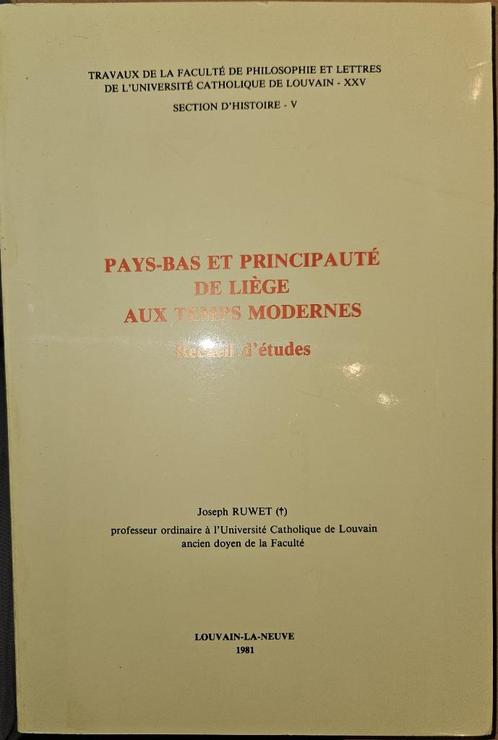 TRAVAUX DE LA FACULTÉ DE PHILOSOPHIE ET LETTRES
DE L'UNIVERSITÉ CATHOLIQUE DE LOUVAIN - XXV
SECTION D'HISTOIRE - V
PAYS-BAS ET PRINCIPAUTÉ
DE LIÈGE
AUX TEMPS MODERNES
Recueil d'études
Joseph RUWET (†)
professeur ordinaire à l'Université Catholique de Louvain
ancien doyen de la Faculté
LOUVAIN-LA-NEUVE
1981